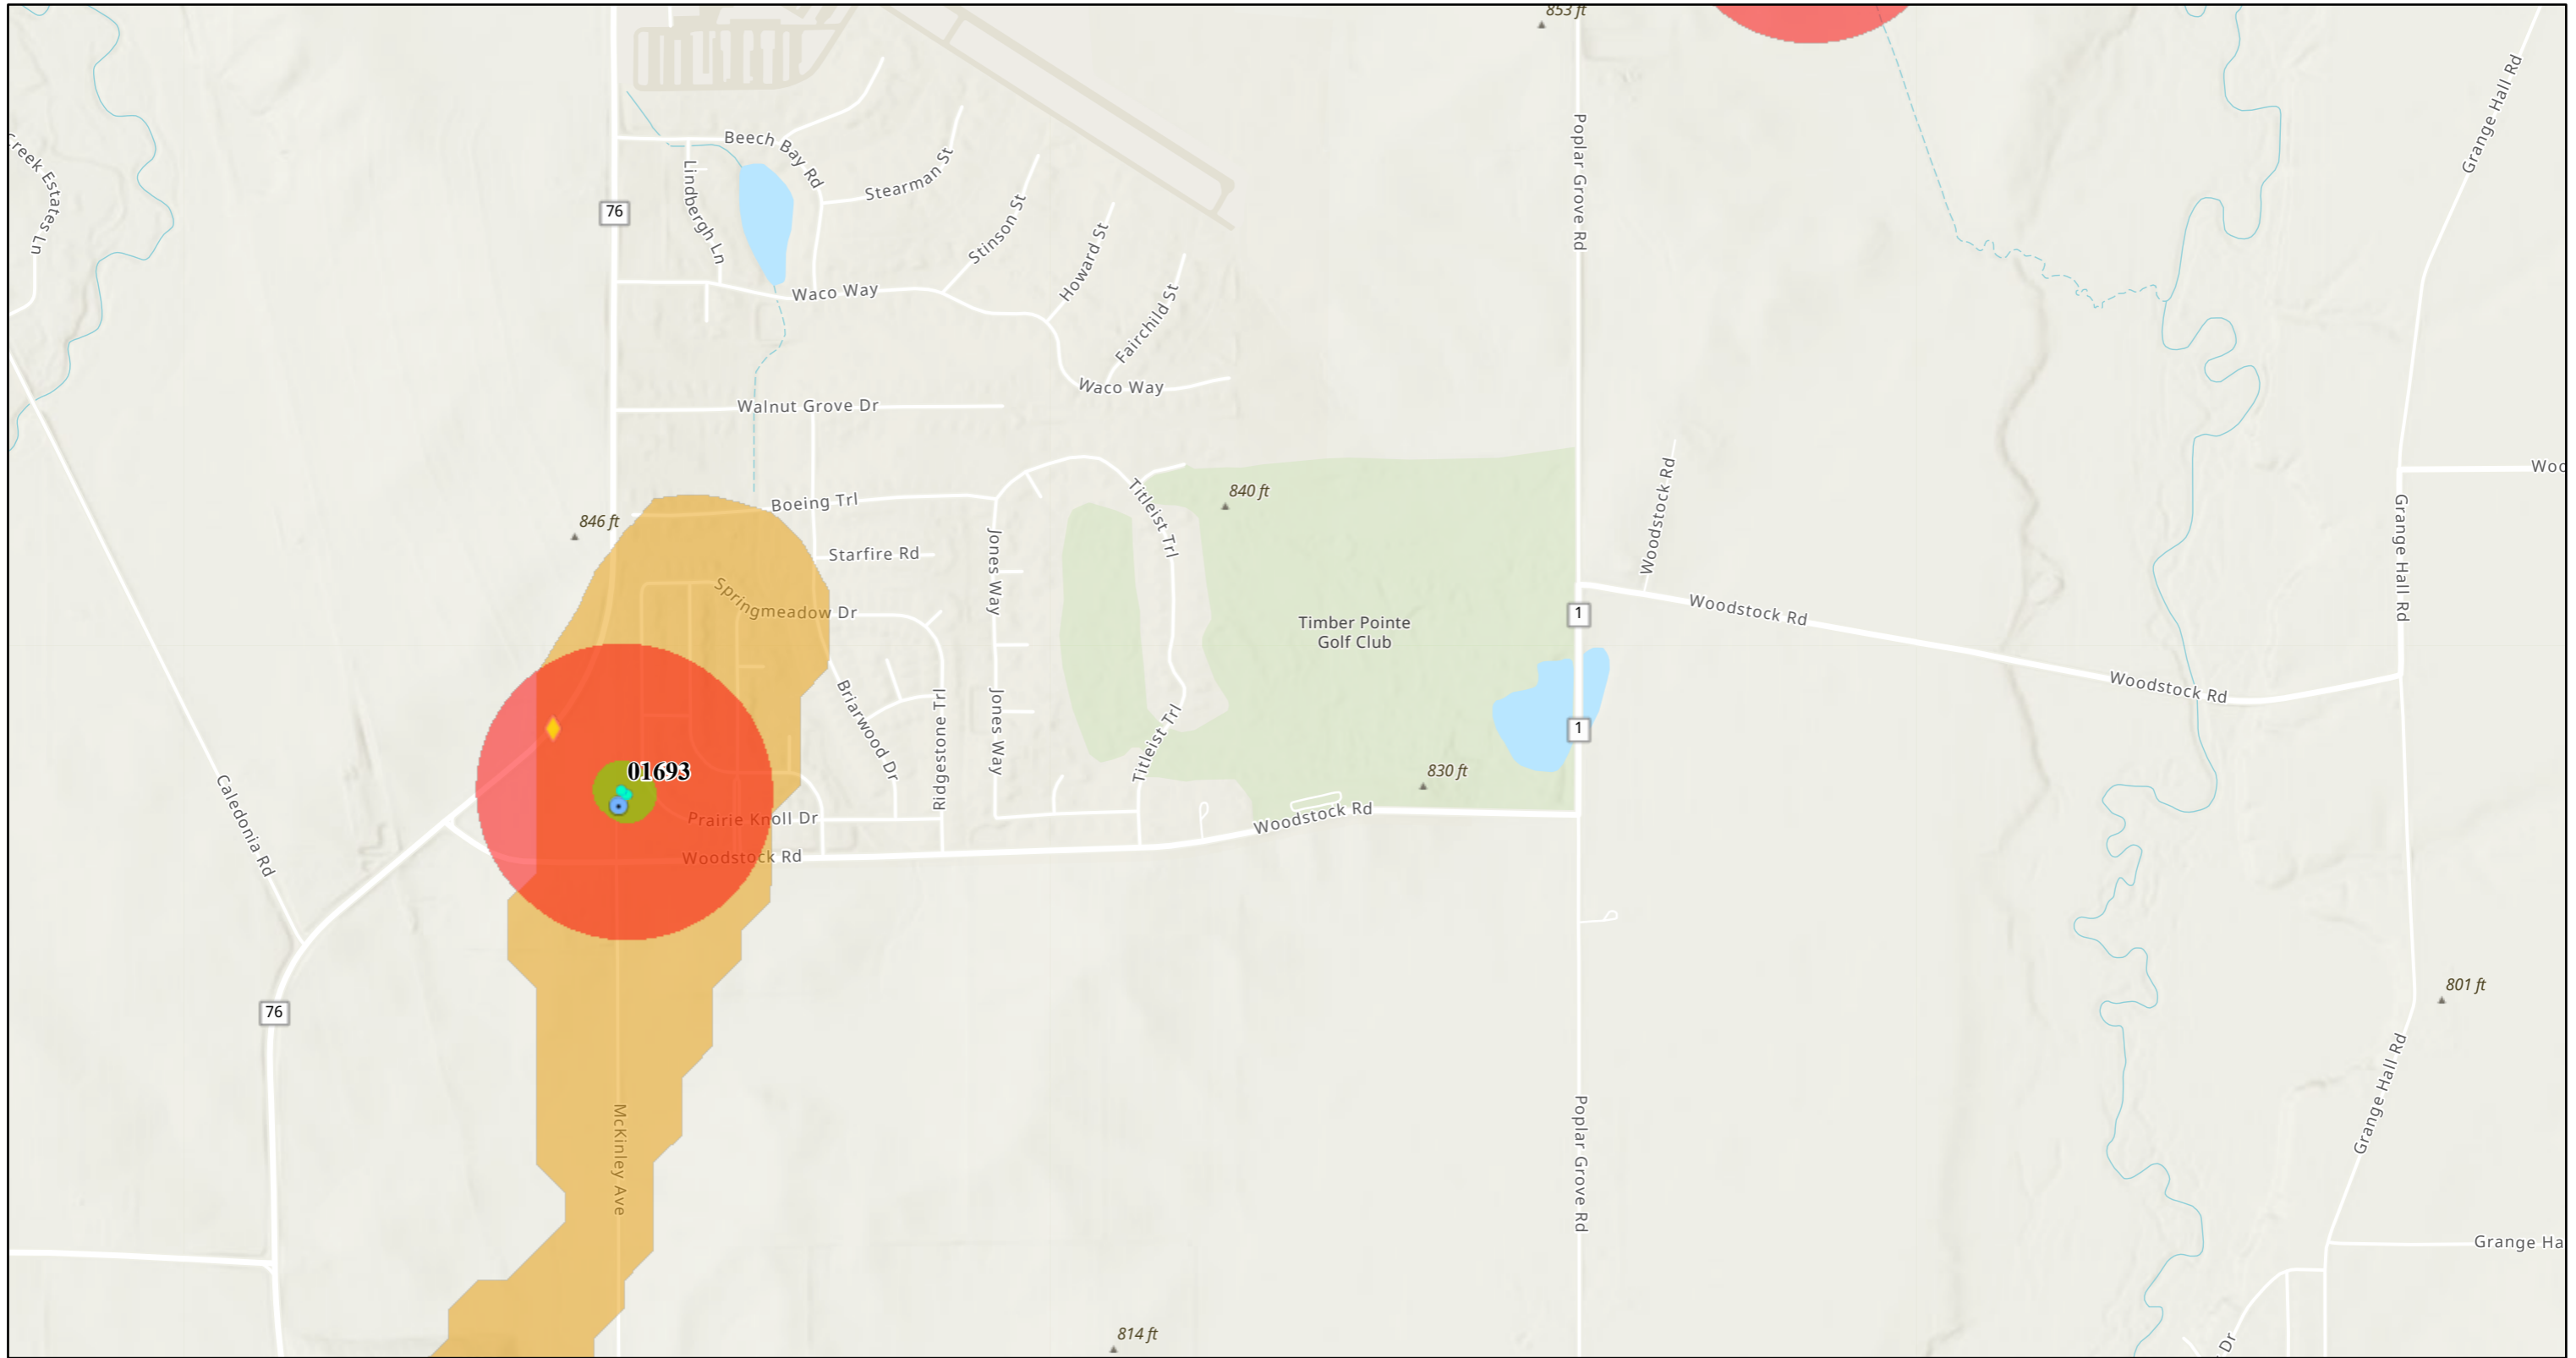 853 ft
Grange Hall Rd
Poplar Grove Rd
Creek Estates Ln
Beech Bay Rd
Stearman St
Lindbergh Ln
Stinson St
76
Howard St
Waco Way
Fairchild St
Waco Way
Walnut Grove Dr
Woodstock Rd
840 ft
Titleist Trl
Boeing Trl
846 ft
Grange Hall Rd
Starfire Rd
Jones Way
Springmeadow Dr
Timber Pointe
Golf Club
1
Woodstock Rd
Woodstock Rd
Briarwood Dr
Ridgestone Trl
Jones Way
Titleist Trl
1
01693
830 ft
Caledonia Rd
Prairie Knoll Dr
Woodstock Rd
Woodstock Rd
801 ft
76
Grange Hall Rd
McKinley Ave
Poplar Grove Rd
Grange Ha
814 ft
Dr